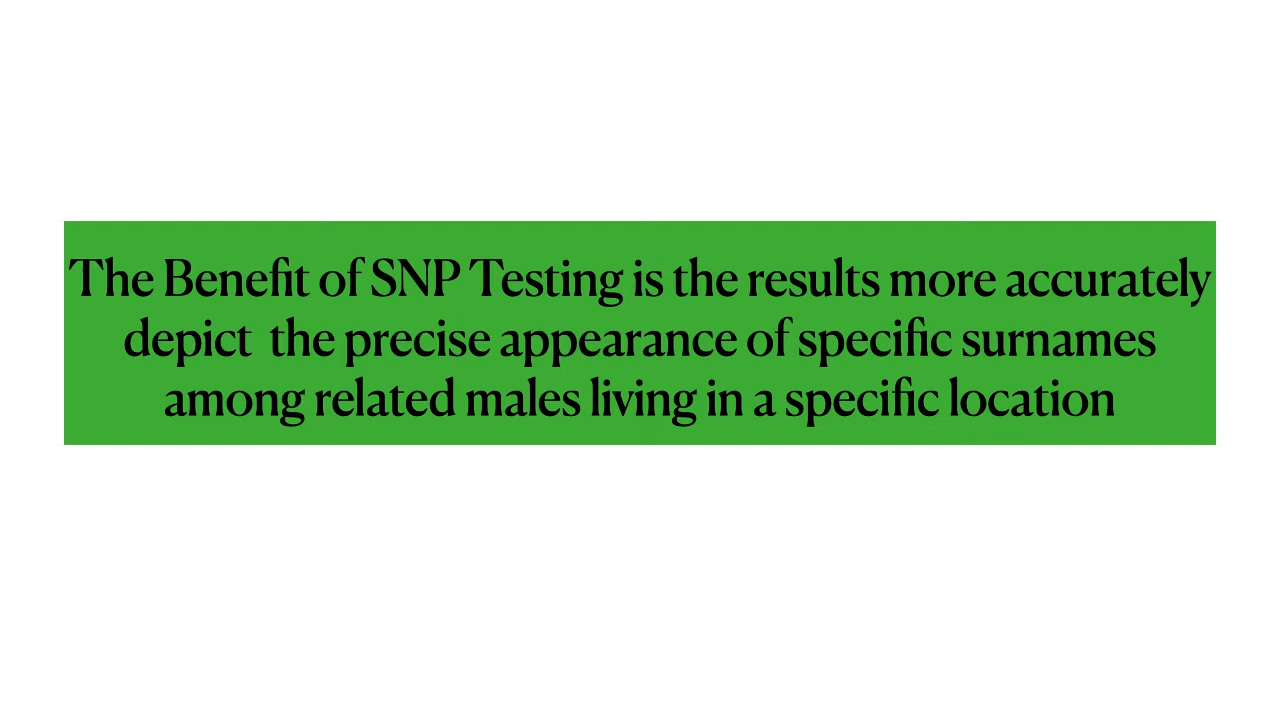 The Benefit of SNP Testing is the results more accurately
depict  the precise appearance of specific surnames
among related males living in a specific location